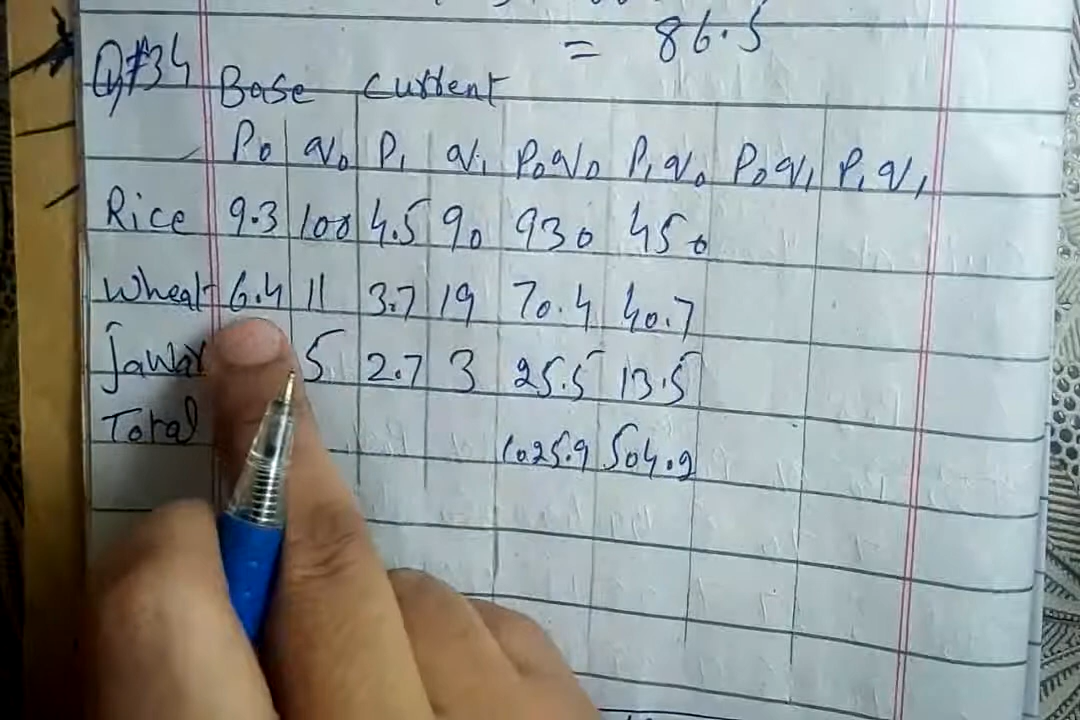 = 86.5
Q#34 Base Current
P₀ q₀ P₁ q₁ P₀q₀ P₁q₀ P₀q₁ P₁q₁
Rice 9.3 100 4.5 90 930 450
Wheat 6.4 11 3.7 19 70.4 40.7
Jawar 5 2.7 3 25.5 13.5
Total 1025.9 504.2